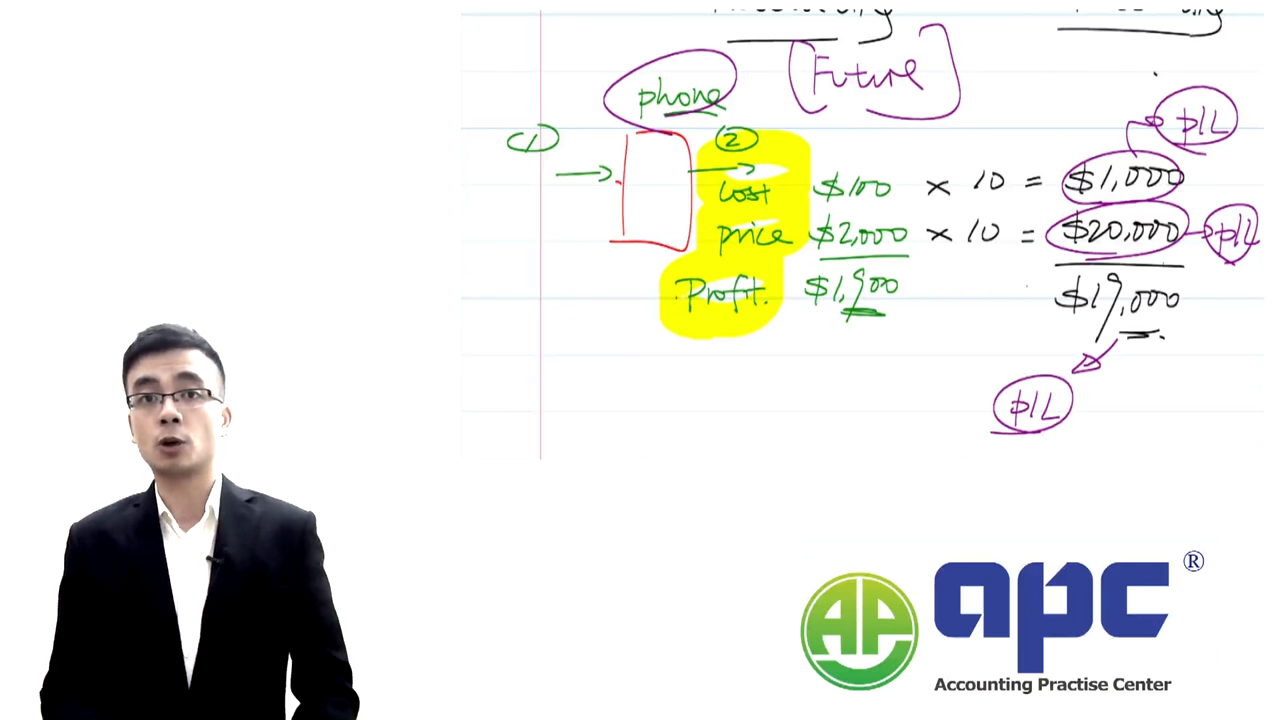 [Future]
phone
P/L
1
2
cost $100 × 10 = $1,000
price $2,000 × 10 = $20,000 P/L
Profit. $1,900 $19,000
P/L
AP
apc ®
Accounting Practise Center